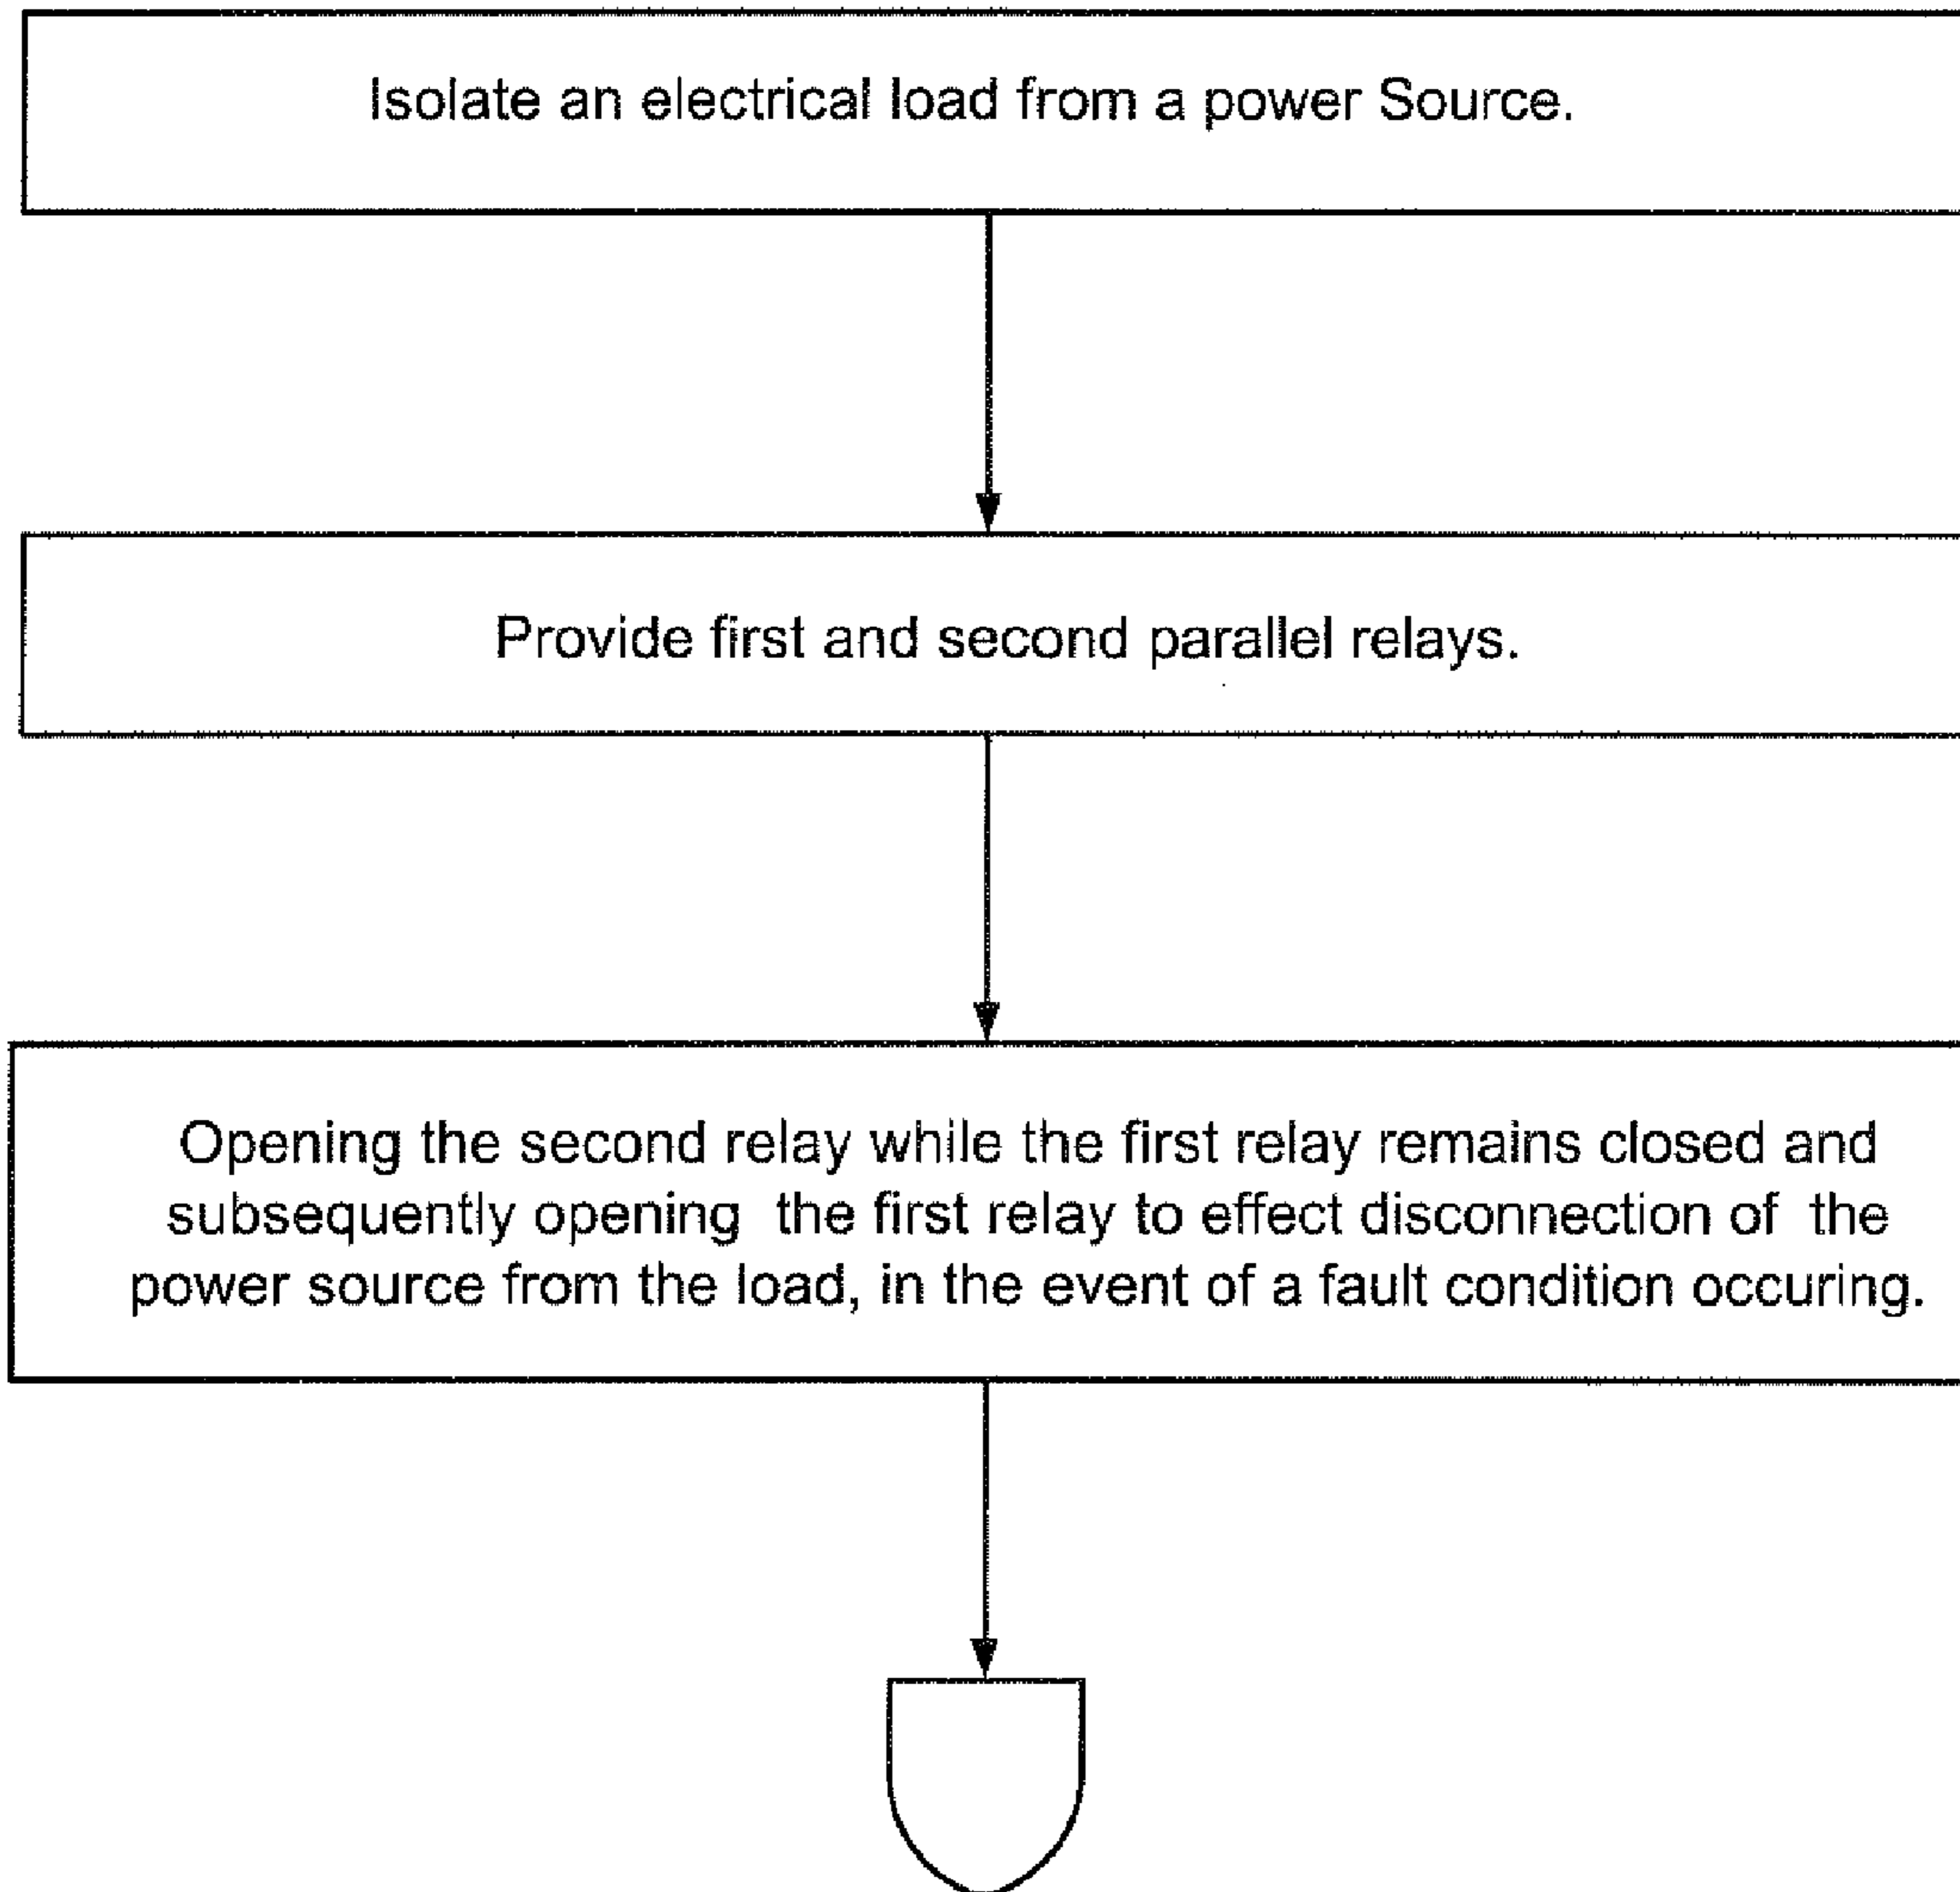 Isolate an electrical load from a power Source.
Provide first and second parallel relays.
Opening the second relay while the first relay remains closed and
subsequently opening the first relay to effect disconnection of the
power source from the load, in the event of a fault condition occuring.